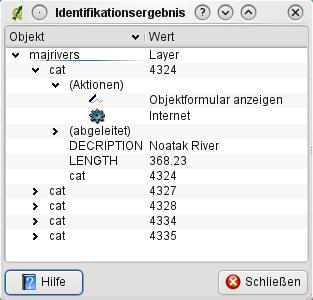 Identifikationsergebnis
Objekt Wert
majrivers Layer
cat 4324
(Aktionen)
Objektformular anzeigen
Internet
(abgeleitet)
DECRIPTION Noatak River
LENGTH 368.23
cat 4324
cat 4327
cat 4328
cat 4334
cat 4335
Hilfe Schließen